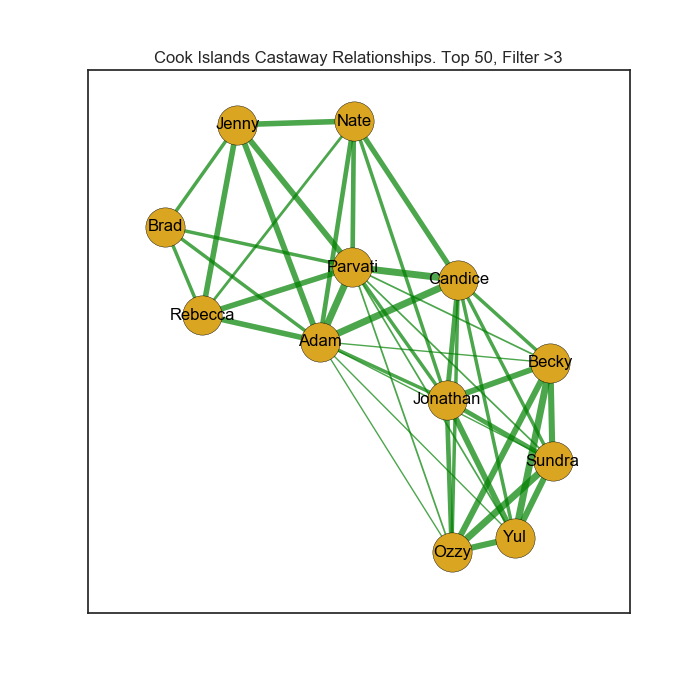 Cook Islands Castaway Relationships. Top 50, Filter >3
Jenny
Nate
Brad
Parvati
Candice
Rebecca
Adam
Becky
Jonathan
Sundra
Yul
Ozzy